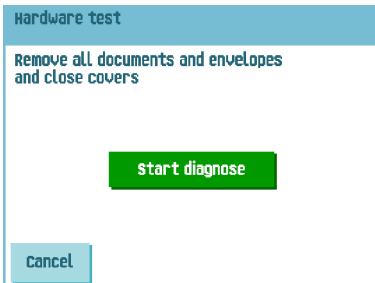 Hardware test
Remove all documents and envelopes
and close covers
Start diagnose
Cancel